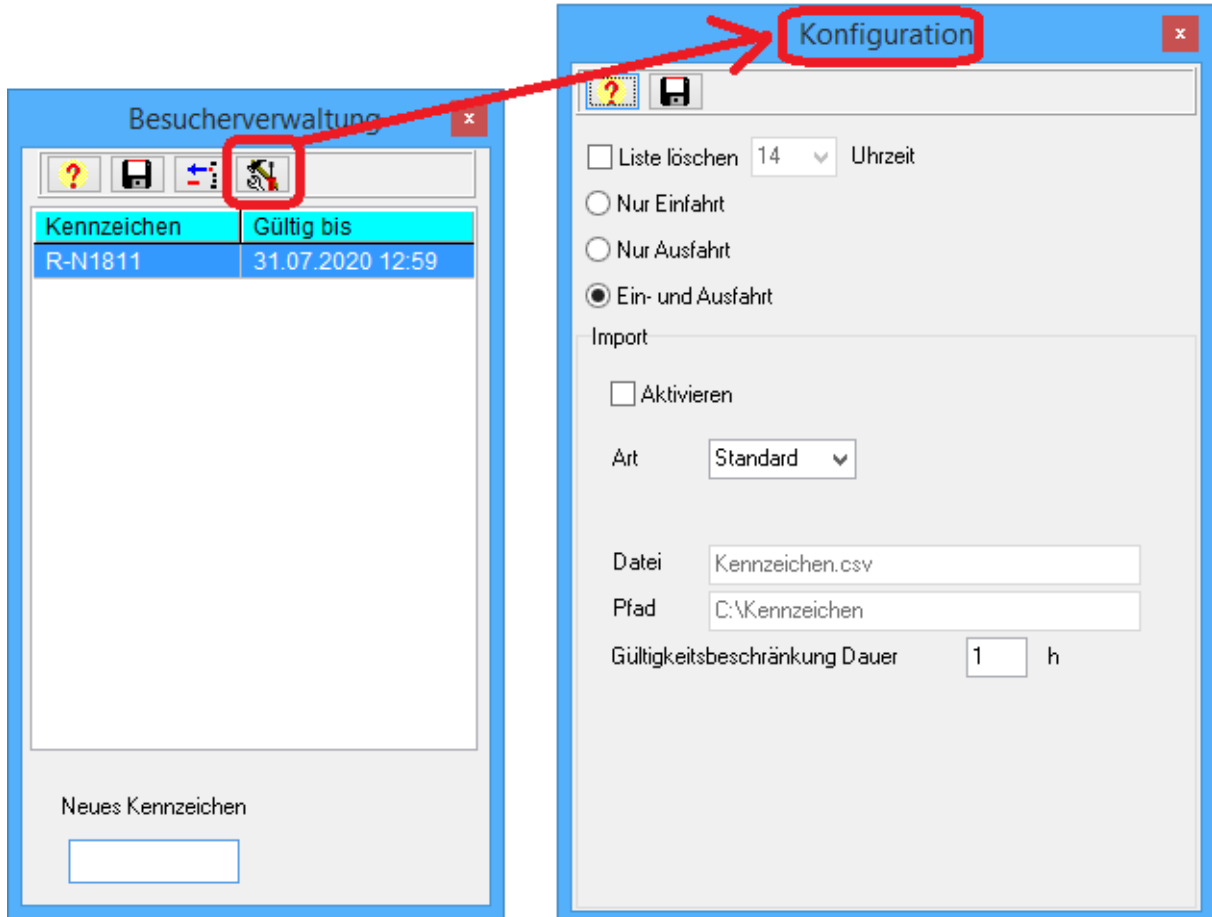 Besucherverwaltung
x
?
Kennzeichen Gültig bis
R-N1811 31.07.2020 12:59
Neues Kennzeichen
Konfiguration
x
?
Liste löschen 14 Uhrzeit
Nur Einfahrt
Nur Ausfahrt
Ein- und Ausfahrt
Import
Aktivieren
Art Standard
Datei Kennzeichen.csv
Pfad C:\Kennzeichen
Gültigkeitsbeschränkung Dauer 1 h